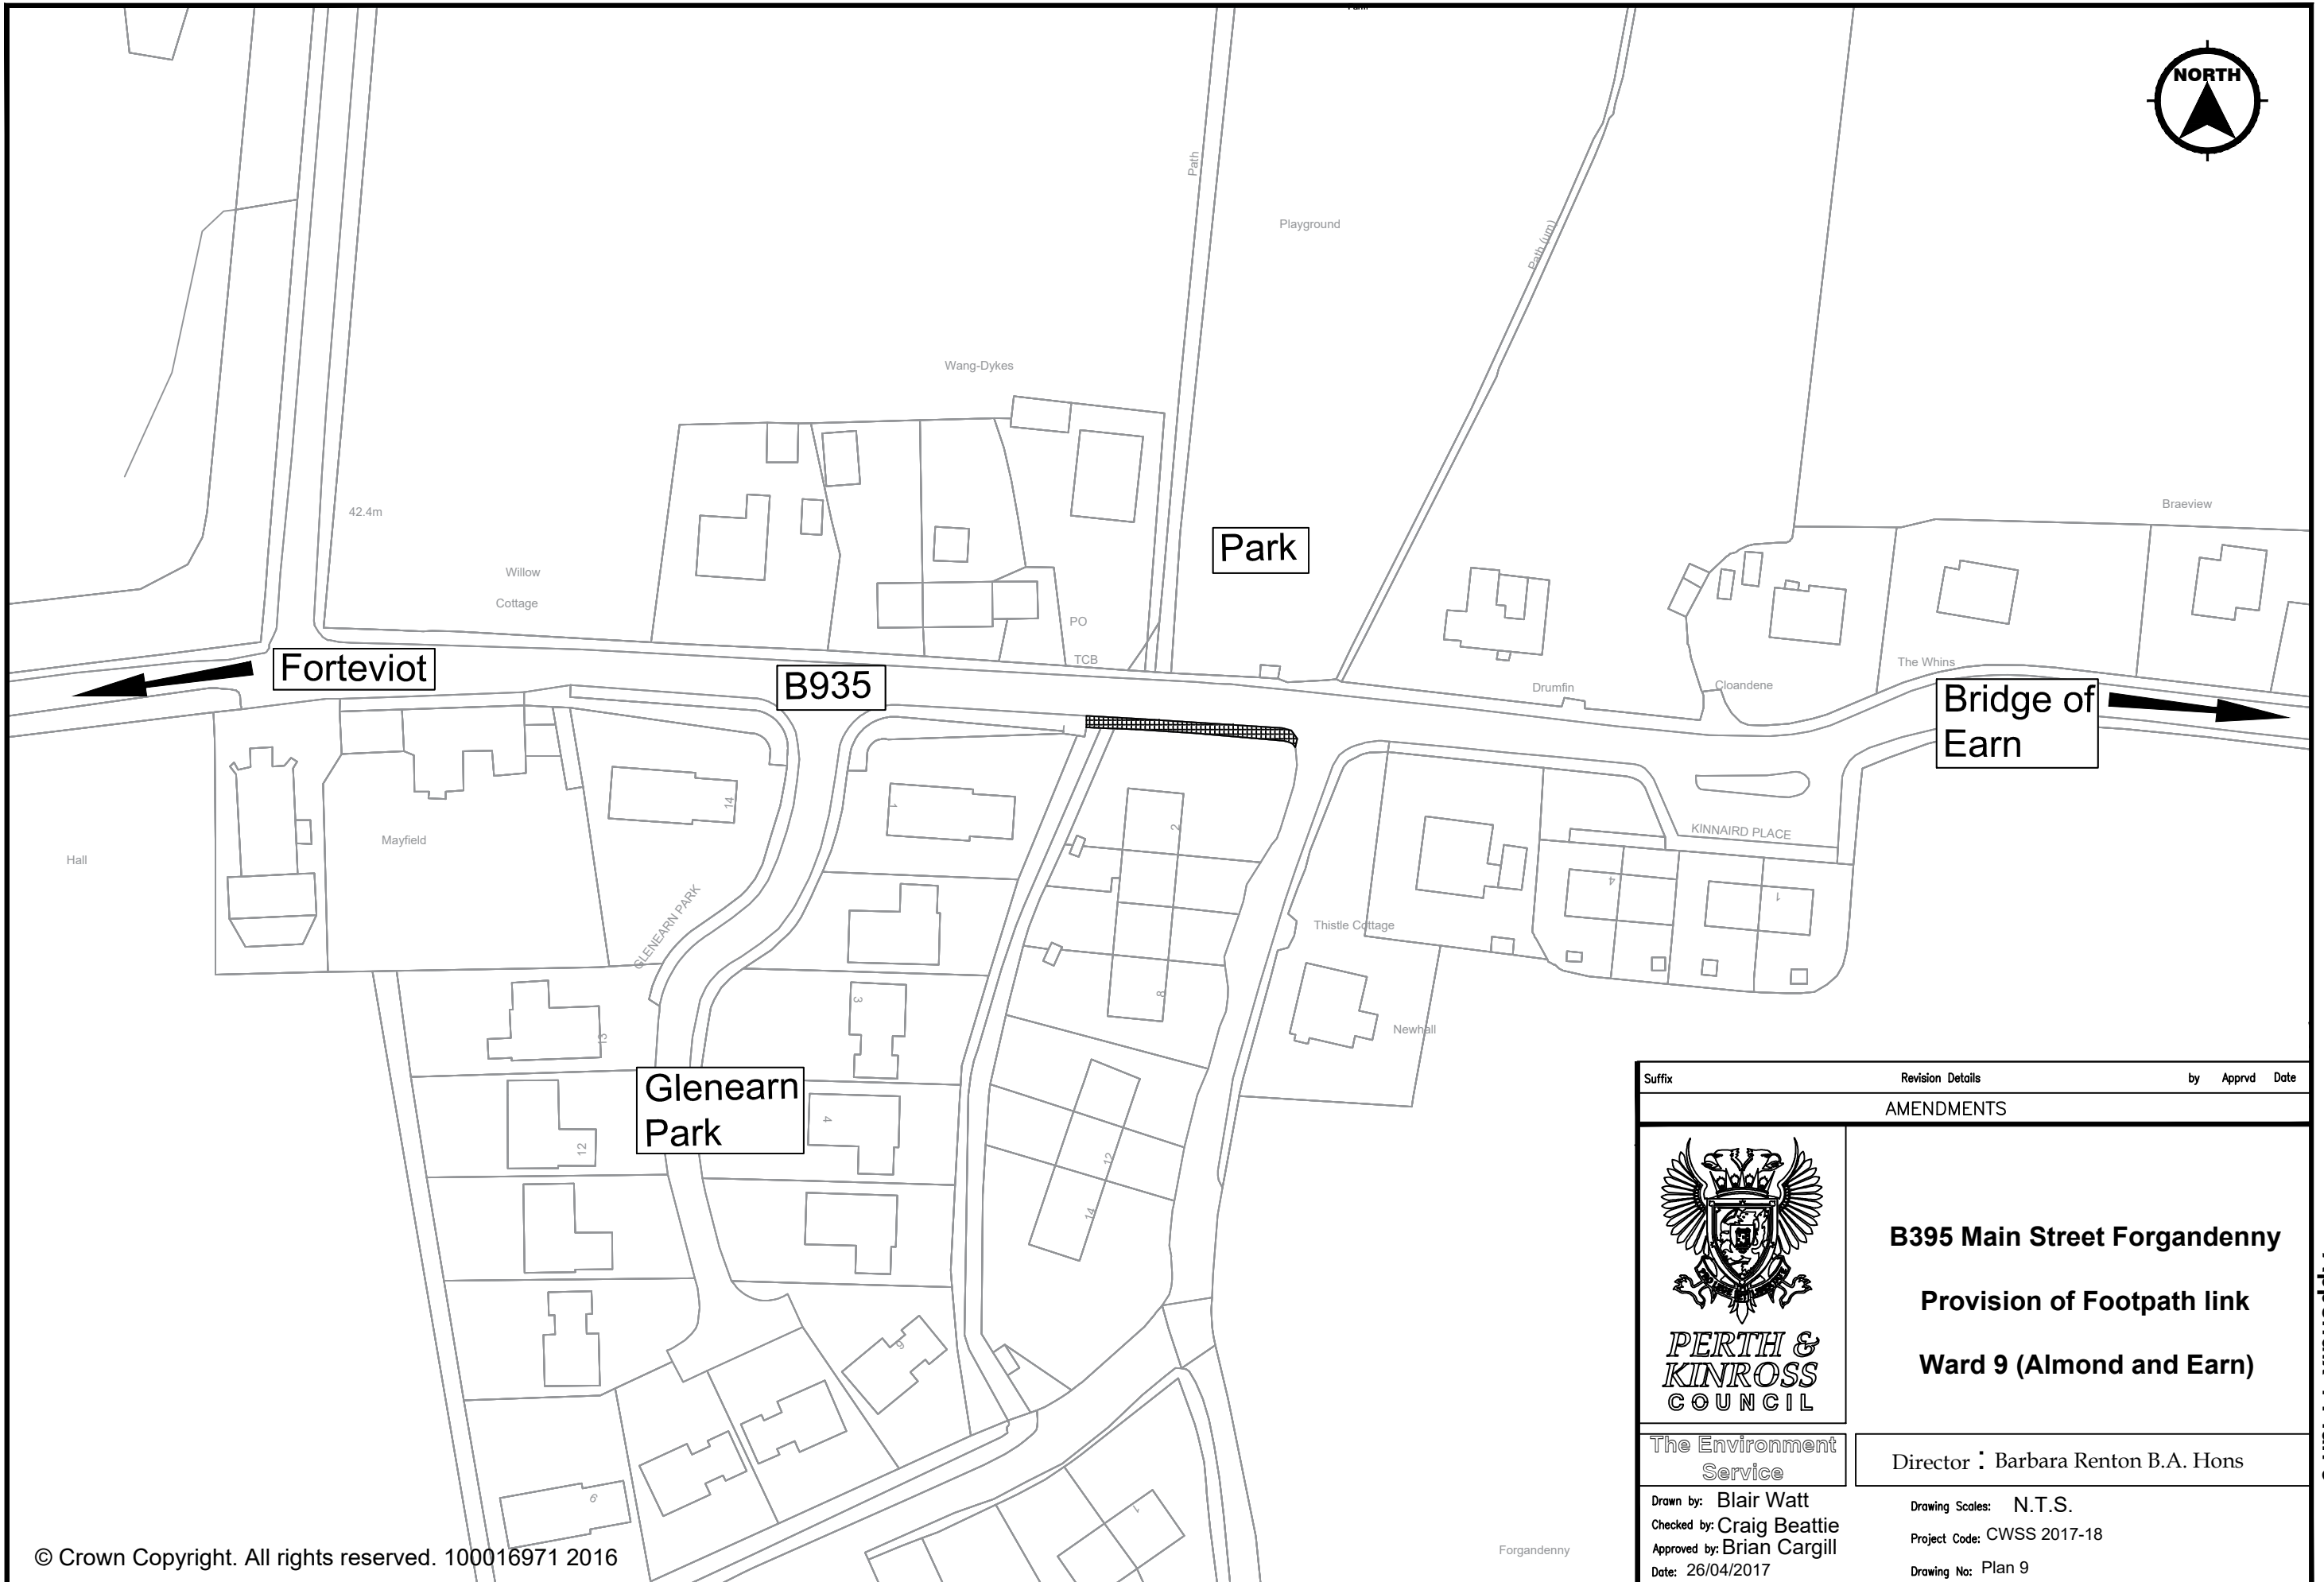 NORTH
Path
Playground
Path (um)
Wang-Dykes
Park
Braeview
42.4m
Willow
Cottage
PO
TCB
Forteviot
B935
Drumfin
Cloandene
The Whins
Bridge of
Earn
Hall
Mayfield
14
1
2
8
KINNAIRD PLACE
4
1
GLENEARN PARK
Thistle Cottage
Newhall
3
13
Glenearn
Park
4
12
12
14
9
6
1
Forgandenny
© Crown Copyright. All rights reserved. 100016971 2016
Suffix Revision Details by Apprvd Date
AMENDMENTS
PERTH &
KINROSS
COUNCIL
B395 Main Street Forgandenny
Provision of Footpath link
Ward 9 (Almond and Earn)
The Environment
Service
Director : Barbara Renton B.A. Hons
Drawn by: Blair Watt
Checked by: Craig Beattie
Approved by: Brian Cargill
Date: 26/04/2017
Drawing Scales: N.T.S.
Project Code: CWSS 2017-18
Drawing No: Plan 9